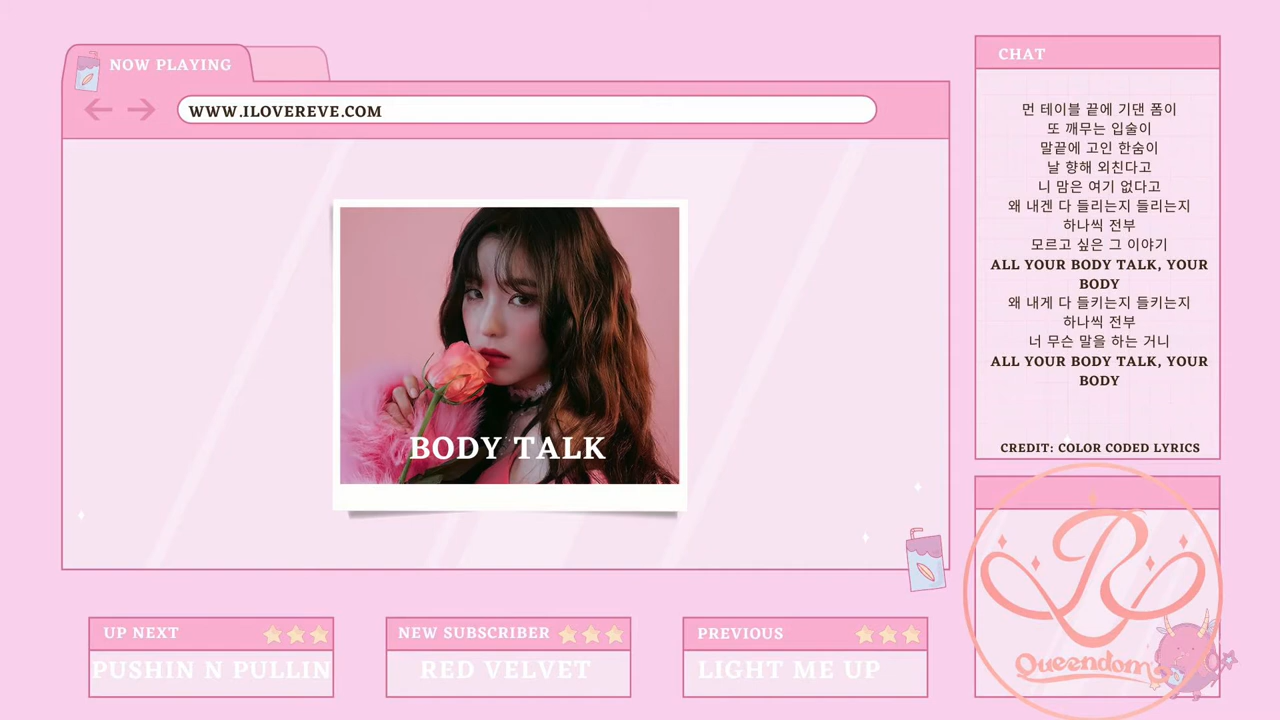 NOW PLAYING
WWW.ILOVEREVE.COM
BODY TALK
CHAT
먼 테이블 끝에 기댄 폼이
또 깨무는 입술이
말끝에 고인 한숨이
날 향해 외친다고
니 맘은 여기 없다고
왜 내겐 다 들리는지 들리는지
하나씩 전부
모르고 싶은 그 이야기
ALL YOUR BODY TALK, YOUR
BODY
왜 내게 다 들키는지 들키는지
하나씩 전부
너 무슨 말을 하는 거니
ALL YOUR BODY TALK, YOUR
BODY
CREDIT: COLOR CODED LYRICS
UP NEXT
PUSHIN N PULLIN
NEW SUBSCRIBER
RED VELVET
PREVIOUS
LIGHT ME UP
R
Queendom